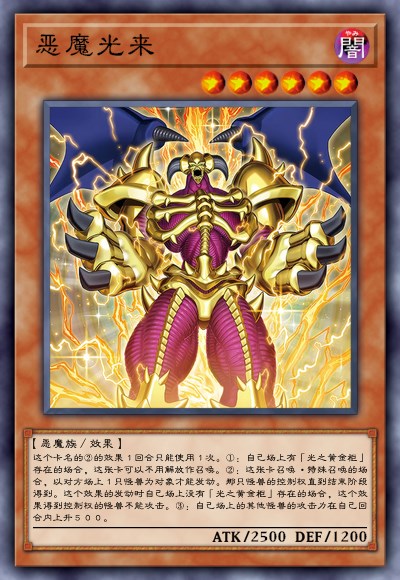 恶魔光来
やみ
闇
【恶魔族／效果】
这个卡名的②的效果１回合只能使用１次。①：自己场上有「光之黄金柜」
存在的场合，这张卡可以不用解放作召唤。②：这张卡召唤·特殊召唤的场
合，以对方场上１只怪兽为对象才能发动。那只怪兽的控制权直到结束阶段
得到。这个效果的发动时自己场上没有「光之黄金柜」存在的场合，这个效
果得到控制权的怪兽不能攻击。③：自己场上的其他怪兽的攻击力在自己回
合内上升５００。
ATK/2500 DEF/1200